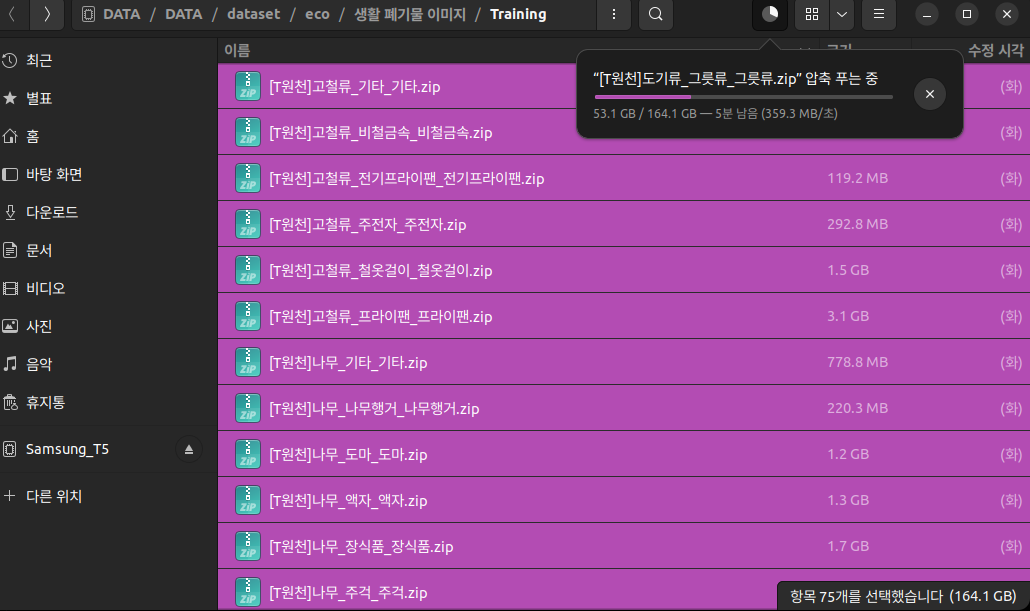 DATA / DATA / dataset / eco / 생활 폐기물 이미지 / Training
최근
별표
홈
바탕 화면
다운로드
문서
비디오
사진
음악
휴지통
Samsung_T5
다른 위치
이름
수정 시각
“[T원천]도기류_그릇류_그릇류.zip” 압축 푸는 중
53.1 GB / 164.1 GB — 5분 남음 (359.3 MB/초)
[T원천]고철류_기타_기타.zip (화)
[T원천]고철류_비철금속_비철금속.zip (화)
[T원천]고철류_전기프라이팬_전기프라이팬.zip 119.2 MB (화)
[T원천]고철류_주전자_주전자.zip 292.8 MB (화)
[T원천]고철류_철옷걸이_철옷걸이.zip 1.5 GB (화)
[T원천]고철류_프라이팬_프라이팬.zip 3.1 GB (화)
[T원천]나무_기타_기타.zip 778.8 MB (화)
[T원천]나무_나무행거_나무행거.zip 220.3 MB (화)
[T원천]나무_도마_도마.zip 1.2 GB (화)
[T원천]나무_액자_액자.zip 1.3 GB (화)
[T원천]나무_장식품_장식품.zip 1.7 GB (화)
[T원천]나무_주걱_주걱.zip
항목 75개를 선택했습니다 (164.1 GB)